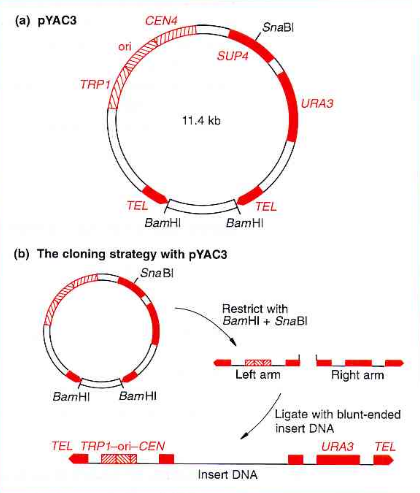 (a) pYAC3
CEN4
SnaBI
ori
SUP4
TRP1
URA3
11.4 kb
TEL
TEL
BamHI
BamHI
(b) The cloning strategy with pYAC3
SnaBI
Restrict with
BamHI + SnaBI
BamHI
BamHI
Left arm
Right arm
Ligate with blunt-ended
insert DNA
TEL TRP1–ori–CEN
URA3 TEL
Insert DNA